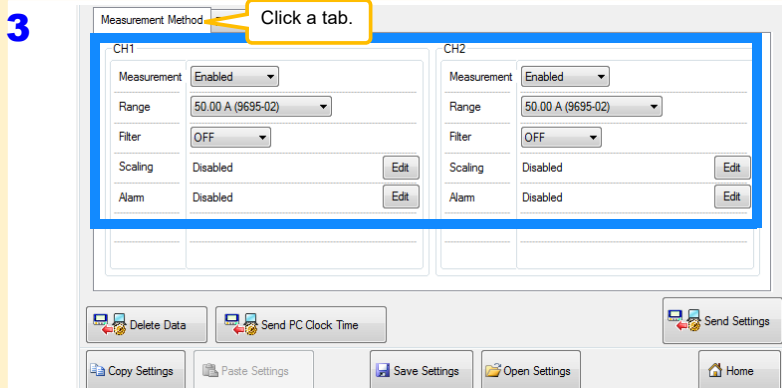 3
Measurement Method
Click a tab.
CH1
CH2
Measurement Enabled
Measurement Enabled
Range 50.00 A (9695-02)
Range 50.00 A (9695-02)
Filter OFF
Filter OFF
Scaling Disabled Edit
Scaling Disabled Edit
Alarm Disabled Edit
Alarm Disabled Edit
Delete Data
Send PC Clock Time
Send Settings
Copy Settings
Paste Settings
Save Settings
Open Settings
Home